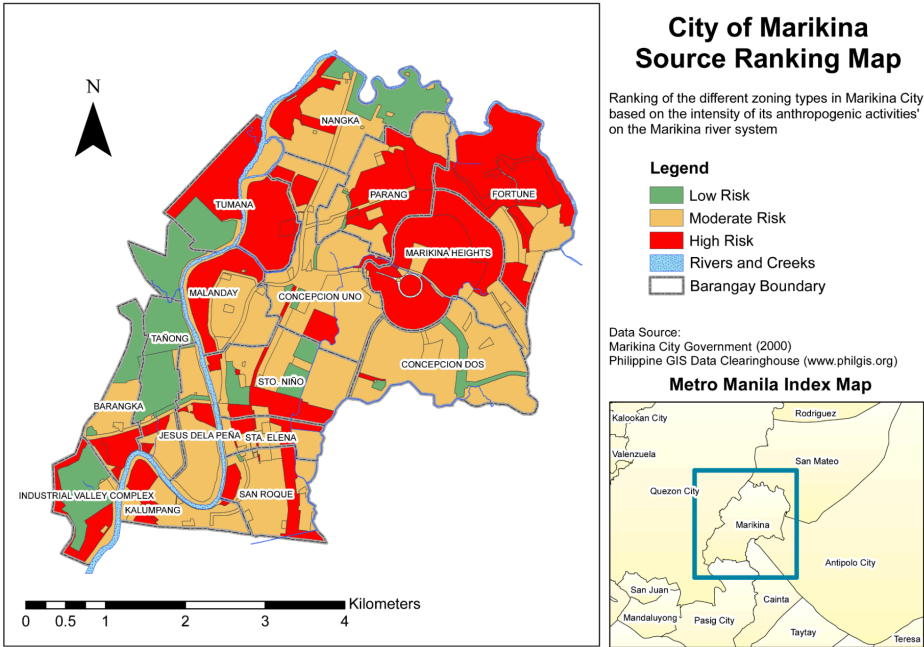 City of Marikina
Source Ranking Map
Ranking of the different zoning types in Marikina City
based on the intensity of its anthropogenic activities'
on the Marikina river system
Legend
Low Risk
Moderate Risk
High Risk
Rivers and Creeks
Barangay Boundary
Data Source:
Marikina City Government (2000)
Philippine GIS Data Clearinghouse (www.philgis.org)
Metro Manila Index Map
Kalookan City
Rodriguez
Valenzuela
San Mateo
Quezon City
Marikina
Antipolo City
San Juan
Cainta
Mandaluyong
Pasig City
Taytay
Teresa
N
NANGKA
PARANG
FORTUNE
TUMANA
MARIKINA HEIGHTS
MALANDAY
CONCEPCION UNO
TAÑONG
CONCEPCION DOS
STO. NIÑO
BARANGKA
JESUS DELA PEÑA
STA. ELENA
INDUSTRIAL VALLEY COMPLEX
SAN ROQUE
KALUMPANG
Kilometers
0 0.5 1 2 3 4